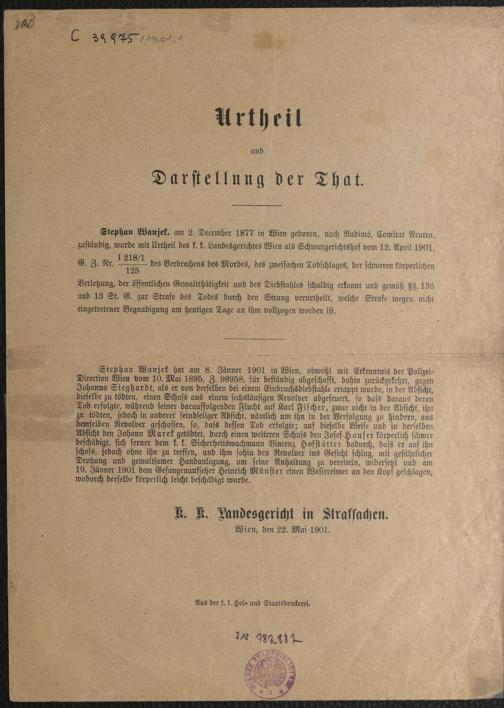 C 39975 /1901,1
Urtheil
und
Darstellung der That.
Stephan Wanjek, am 2. December 1877 in Wien geboren, nach Radimó, Comitat Neutra,
zuständig, wurde mit Urtheil des k. k. Landesgerichtes Wien als Schwurgerichtshof vom 12. April 1901,
G. Z. Nr. I 218/1 / 125 des Verbrechens des Mordes, des zweifachen Todschlages, der schweren körperlichen
Verletzung, der öffentlichen Gewaltthätigkeit und des Diebstahles schuldig erkannt und gemäß §§. 136
und 13 St. G. zur Strafe des Todes durch den Strang verurtheilt, welche Strafe wegen nicht
eingetretener Begnadigung am heutigen Tage an ihm vollzogen worden ist.
Stephan Wanjek hat am 8. Jänner 1901 in Wien, obwohl mit Erkenntnis der Polizei-
Direction Wien vom 10. Mai 1895, Z. 98958, für beständig abgeschafft, dahin zurückgekehrt, gegen
Johanna Sieghardt, als er von derselben bei einem Einbruchsdiebstahle ertappt wurde, in der Absicht,
dieselbe zu tödten, einen Schuss aus einem sechsläufigen Revolver abgefeuert, so dass daraus deren
Tod erfolgte, während seiner darauffolgenden Flucht auf Karl Fischer, zwar nicht in der Absicht, ihn
zu tödten, jedoch in anderer feindseliger Absicht, nämlich um ihn in der Verfolgung zu hindern, aus
demselben Revolver geschossen, so, dass dessen Tod erfolgte; auf dieselbe Weise und in derselben
Absicht den Johann Marek getödtet, durch einen weiteren Schuss den Josef Hauser körperlich schwer
beschädigt, sich ferner dem k. k. Sicherheitswachmann Vincenz Hofstätter dadurch, dass er auf ihn
schoss, jedoch ohne ihn zu treffen, und ihm sohin den Revolver ins Gesicht schlug, mit gefährlicher
Drohung und gewaltsamer Handanlegung, um seine Anhaltung zu vereiteln, widersetzt und am
19. Jänner 1901 dem Gefangenaufseher Heinrich Münster einen Wassereimer an den Kopf geschlagen,
wodurch derselbe körperlich leicht beschädigt wurde.
K. K. Landesgericht in Strafsachen.
Wien, den 22. Mai 1901.
Aus der k. k. Hof- und Staatsdruckerei.
JN 782882